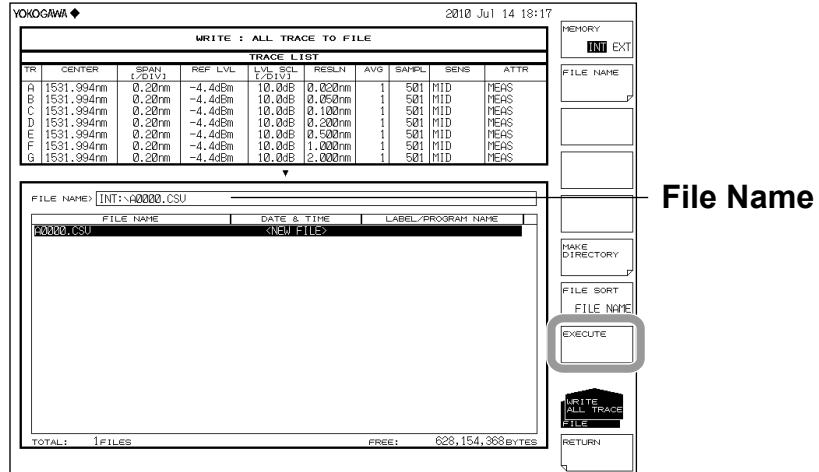 YOKOGAWA ◆ 2010 Jul 14 18:17
WRITE : ALL TRACE TO FILE
TRACE LIST
TR CENTER SPAN [/DIV] REF LVL LVL SCL [/DIV] RESLN AVG SAMPL SENS ATTR
A 1531.994nm 0.20nm -4.4dBm 10.0dB 0.020nm 1 501 MID MEAS
B 1531.994nm 0.20nm -4.4dBm 10.0dB 0.050nm 1 501 MID MEAS
C 1531.994nm 0.20nm -4.4dBm 10.0dB 0.100nm 1 501 MID MEAS
D 1531.994nm 0.20nm -4.4dBm 10.0dB 0.200nm 1 501 MID MEAS
E 1531.994nm 0.20nm -4.4dBm 10.0dB 0.500nm 1 501 MID MEAS
F 1531.994nm 0.20nm -4.4dBm 10.0dB 1.000nm 1 501 MID MEAS
G 1531.994nm 0.20nm -4.4dBm 10.0dB 2.000nm 1 501 MID MEAS
FILE NAME> INT:\A0000.CSV
FILE NAME DATE & TIME LABEL/PROGRAM NAME
A0000.CSV <NEW FILE>
TOTAL: 1FILES FREE: 628,154,368BYTES
MEMORY
INT EXT
FILE NAME
MAKE
DIRECTORY
FILE SORT
FILE NAME
EXECUTE
WRITE
ALL TRACE
FILE
RETURN
File Name